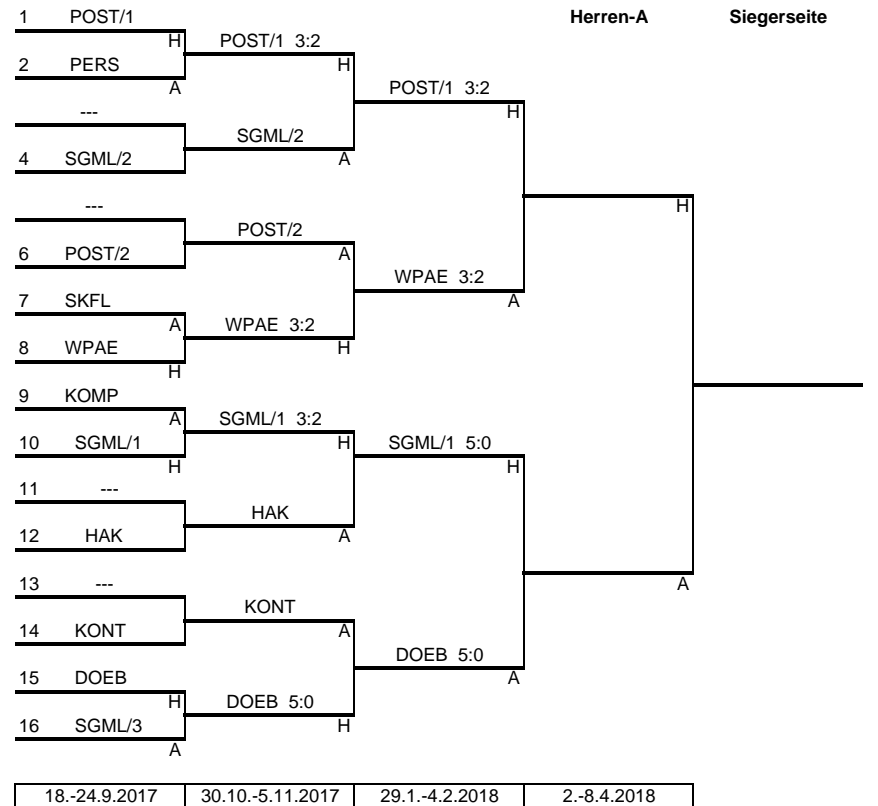 1 POST/1 Herren-A Siegerseite
H POST/1 3:2
2 PERS H
A POST/1 3:2
--- H
SGML/2
4 SGML/2 A
--- H
POST/2
6 POST/2 A
WPAE 3:2
7 SKFL A
A WPAE 3:2
8 WPAE H
H
9 KOMP
A SGML/1 3:2
10 SGML/1 H SGML/1 5:0
H H
11 ---
HAK
12 HAK A
13 --- A
KONT
14 KONT A
DOEB 5:0
15 DOEB A
H DOEB 5:0
16 SGML/3 H
A
18.-24.9.2017 30.10.-5.11.2017 29.1.-4.2.2018 2.-8.4.2018